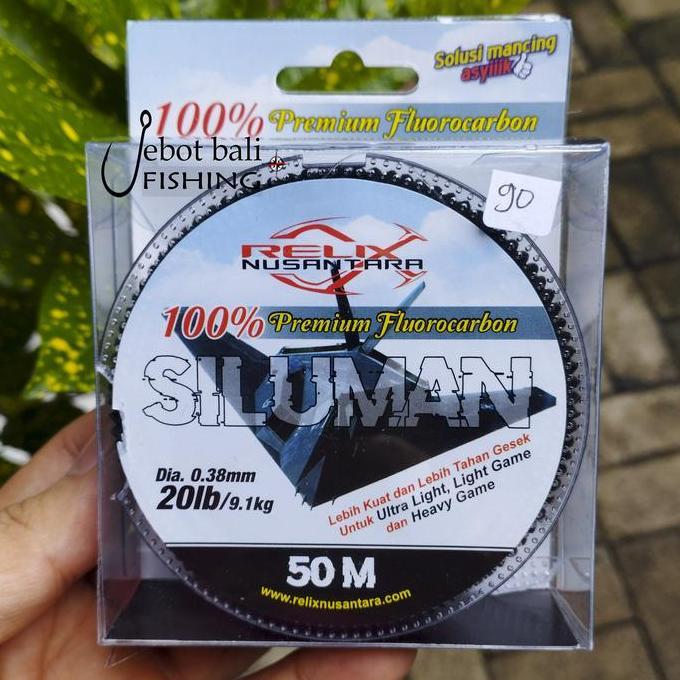 Solusi mancing
asyiiik
100% Premium Fluorocarbon
Jebot bali
FISHING
90
RELIX
NUSANTARA
100% Premium Fluorocarbon
SILUMAN
Dia. 0.38mm
20lb/9.1kg
Lebih Kuat dan Lebih Tahan Gesek
Untuk Ultra Light, Light Game
dan Heavy Game
50 M
www.relixnusantara.com